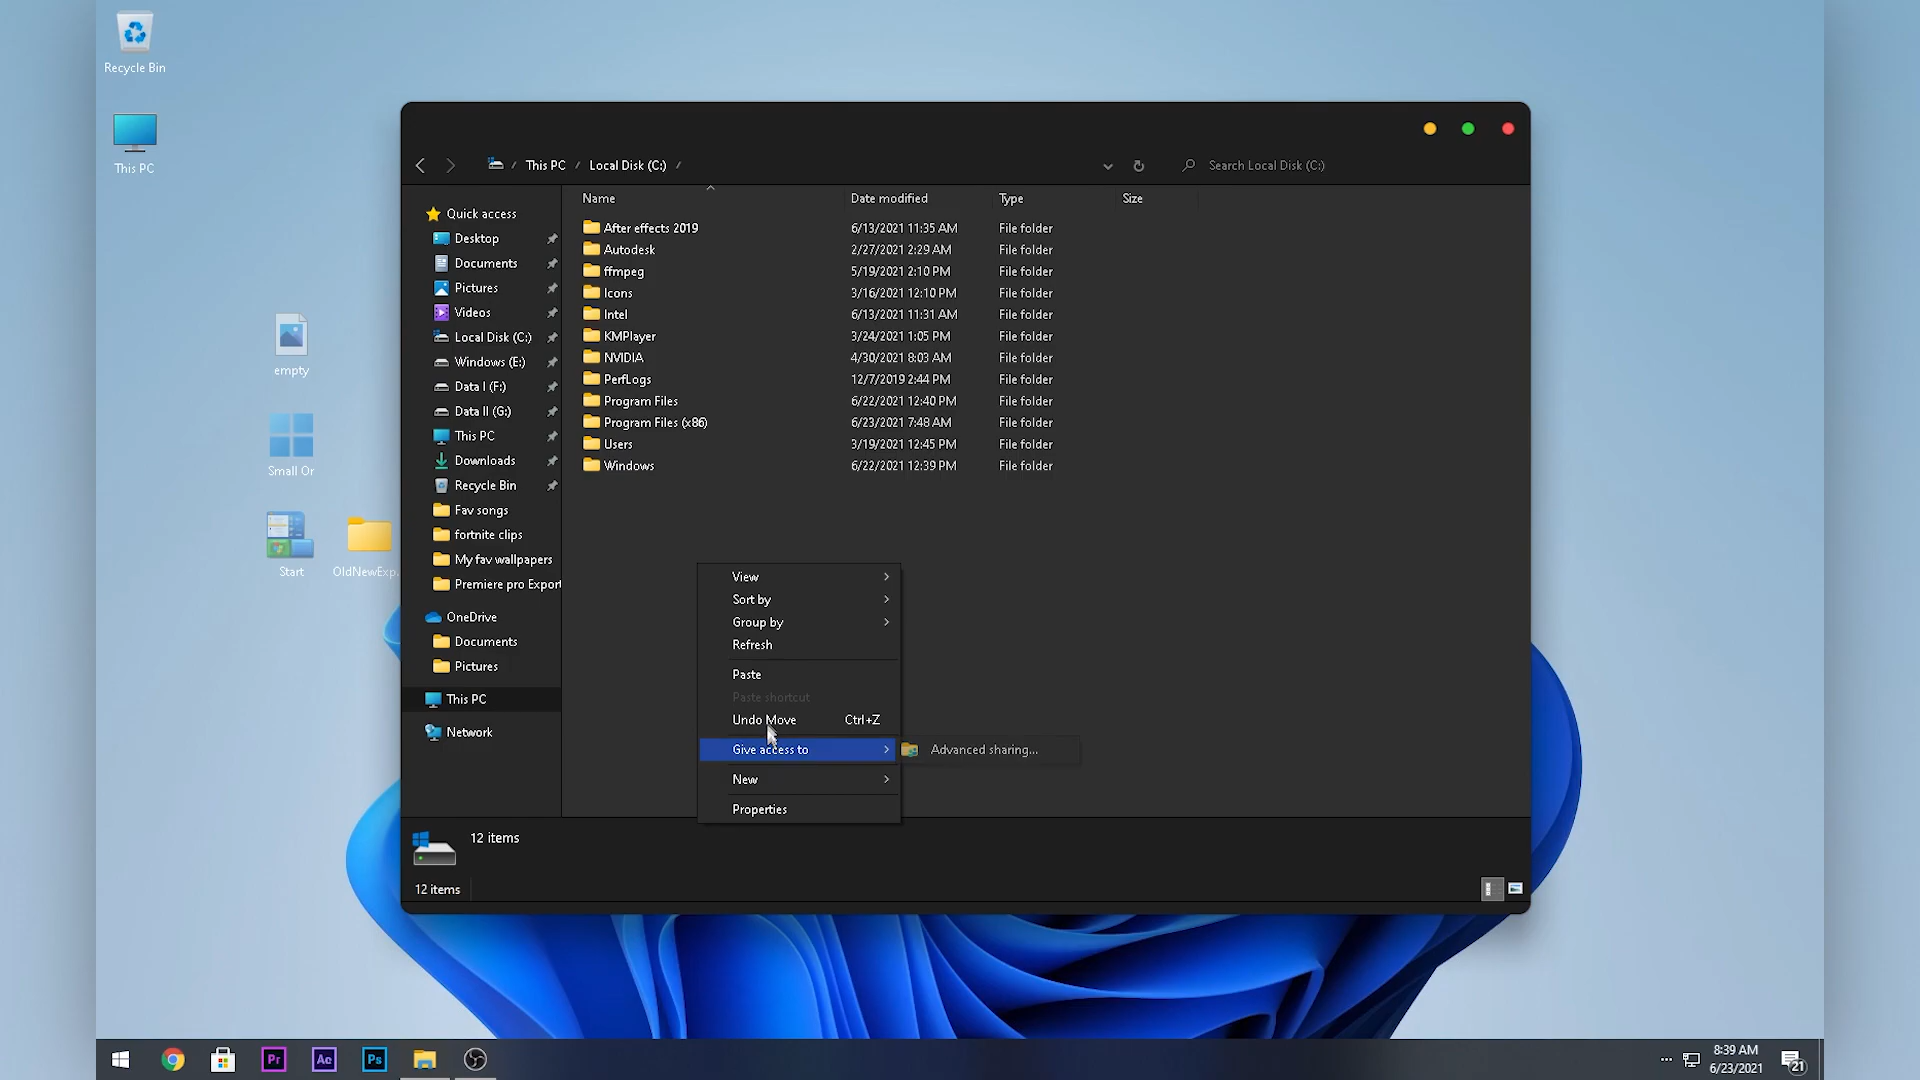 Recycle Bin
This PC
empty
Small Or
Start
OldNewExp...
This PC / Local Disk (C:) /
Search Local Disk (C:)
Quick access
Desktop
Documents
Pictures
Videos
Local Disk (C:)
Windows (E:)
Data I (F:)
Data II (G:)
This PC
Downloads
Recycle Bin
Fav songs
fortnite clips
My fav wallpapers
Premiere pro Export
OneDrive
Documents
Pictures
This PC
Network
Name Date modified Type Size
After effects 2019 6/13/2021 11:35 AM File folder
Autodesk 2/27/2021 2:29 AM File folder
ffmpeg 5/19/2021 2:10 PM File folder
Icons 3/16/2021 12:10 PM File folder
Intel 6/13/2021 11:31 AM File folder
KMPlayer 3/24/2021 1:05 PM File folder
NVIDIA 4/30/2021 8:03 AM File folder
PerfLogs 12/7/2019 2:44 PM File folder
Program Files 6/22/2021 12:40 PM File folder
Program Files (x86) 6/23/2021 7:48 AM File folder
Users 3/19/2021 12:45 PM File folder
Windows 6/22/2021 12:39 PM File folder
View
Sort by
Group by
Refresh
Paste
Paste shortcut
Undo Move Ctrl+Z
Give access to
Advanced sharing...
New
Properties
12 items
12 items
Pr Ae Ps
8:39 AM
6/23/2021
21